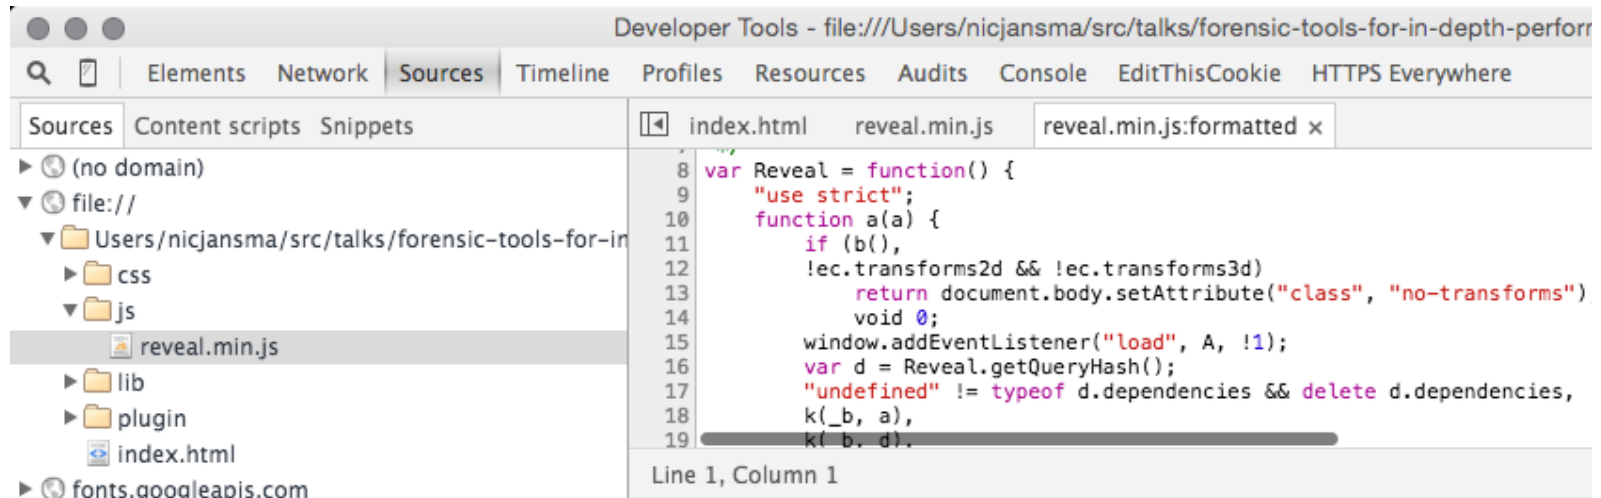 Developer Tools - file:///Users/nicjansma/src/talks/forensic-tools-for-in-depth-perforr
Elements Network Sources Timeline Profiles Resources Audits Console EditThisCookie HTTPS Everywhere
Sources Content scripts Snippets
index.html reveal.min.js reveal.min.js:formatted ×
(no domain)
file://
Users/nicjansma/src/talks/forensic-tools-for-in
css
js
reveal.min.js
lib
plugin
index.html
fonts.googleapis.com
8 var Reveal = function() {
9 "use strict";
10 function a(a) {
11 if (b(),
12 !ec.transforms2d && !ec.transforms3d)
13 return document.body.setAttribute("class", "no-transforms")
14 void 0;
15 window.addEventListener("load", A, !1);
16 var d = Reveal.getQueryHash();
17 "undefined" != typeof d.dependencies && delete d.dependencies,
18 k(_b, a),
19 k(_b, d),
Line 1, Column 1